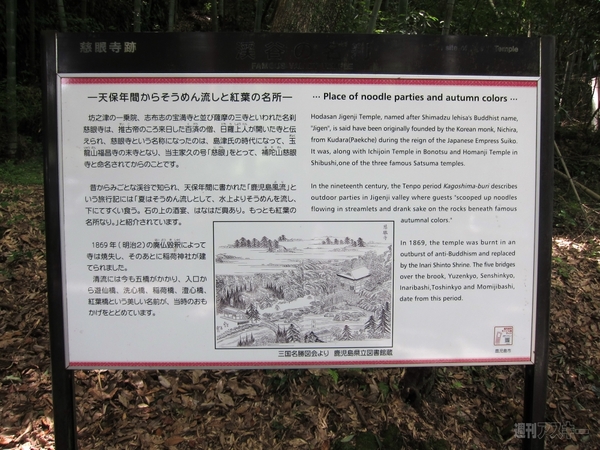 慈眼寺跡
Temple
―天保年間からそうめん流しと紅葉の名所―
坊之津の一乗院、志布志の宝満寺と並び薩摩の三寺といわれた名刹
慈眼寺は、推古帝のころ来日した百済の僧、日羅上人が開いた寺と伝
えられ、慈眼寺という名称になったのは、島津氏の時代になって、玉
龍山福昌寺の末寺となり、当主家久の号「慈眼」をとって、補陀山慈眼
寺と命名されてからのことです。
昔からみごとな渓谷で知られ、天保年間に書かれた「鹿児島風流」と
いう旅行記には「夏はそうめん流しとして、水上よりそうめんを流し、
下にてすくい食う。石の上の酒宴、はなはだ興あり。もっとも紅葉の
名所なり。」と紹介されています。
1869年(明治2)の廃仏毀釈によって
寺は焼失し、そのあとに稲荷神社が建
てられました。
清流には今も五橋がかかり、入口か
ら遊仙橋、洗心橋、稲荷橋、澄心橋、
紅葉橋という美しい名前が、当時のおも
かげをとどめています。
··· Place of noodle parties and autumn colors ···
Hodasan Jigenji Temple, named after Shimadzu Iehisa's Buddhist name,
"Jigen", is said have been originally founded by the Korean monk, Nichira,
from Kudara(Paekche) during the reign of the Japanese Empress Suiko.
It was, along with Ichijoin Temple in Bonotsu and Homanji Temple in
Shibushi,one of the three famous Satsuma temples.
In the nineteenth century, the Tenpo period Kagoshima-buri describes
outdoor parties in Jigenji valley where guests "scooped up noodles
flowing in streamlets and drank sake on the rocks beneath famous
autumnal colors."
In 1869, the temple was burnt in an
outburst of anti-Buddhism and replaced
by the Inari Shinto Shrine. The five bridges
over the brook, Yuzenkyo, Senshinkyo,
Inaribashi,Toshinkyo and Momijibashi,
date from this period.
慈眼寺
三国名勝図会より 鹿児島県立図書館蔵
鹿児島市
週刊アスキー